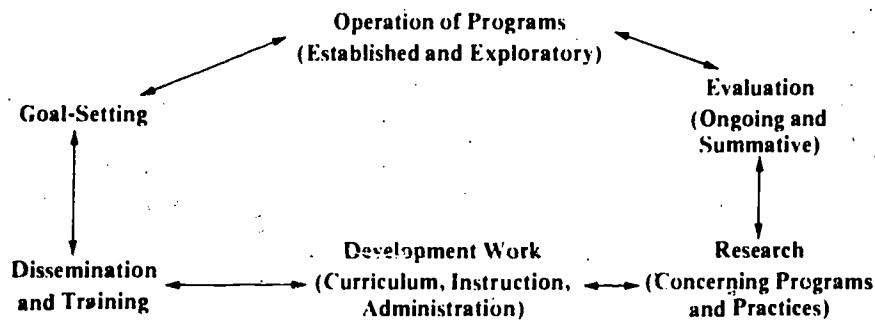 Operation of Programs
(Established and Exploratory)
Goal-Setting
Evaluation
(Ongoing and
Summative)
Dissemination
and Training
Development Work
(Curriculum, Instruction,
Administration)
Research
(Concerning Programs
and Practices)